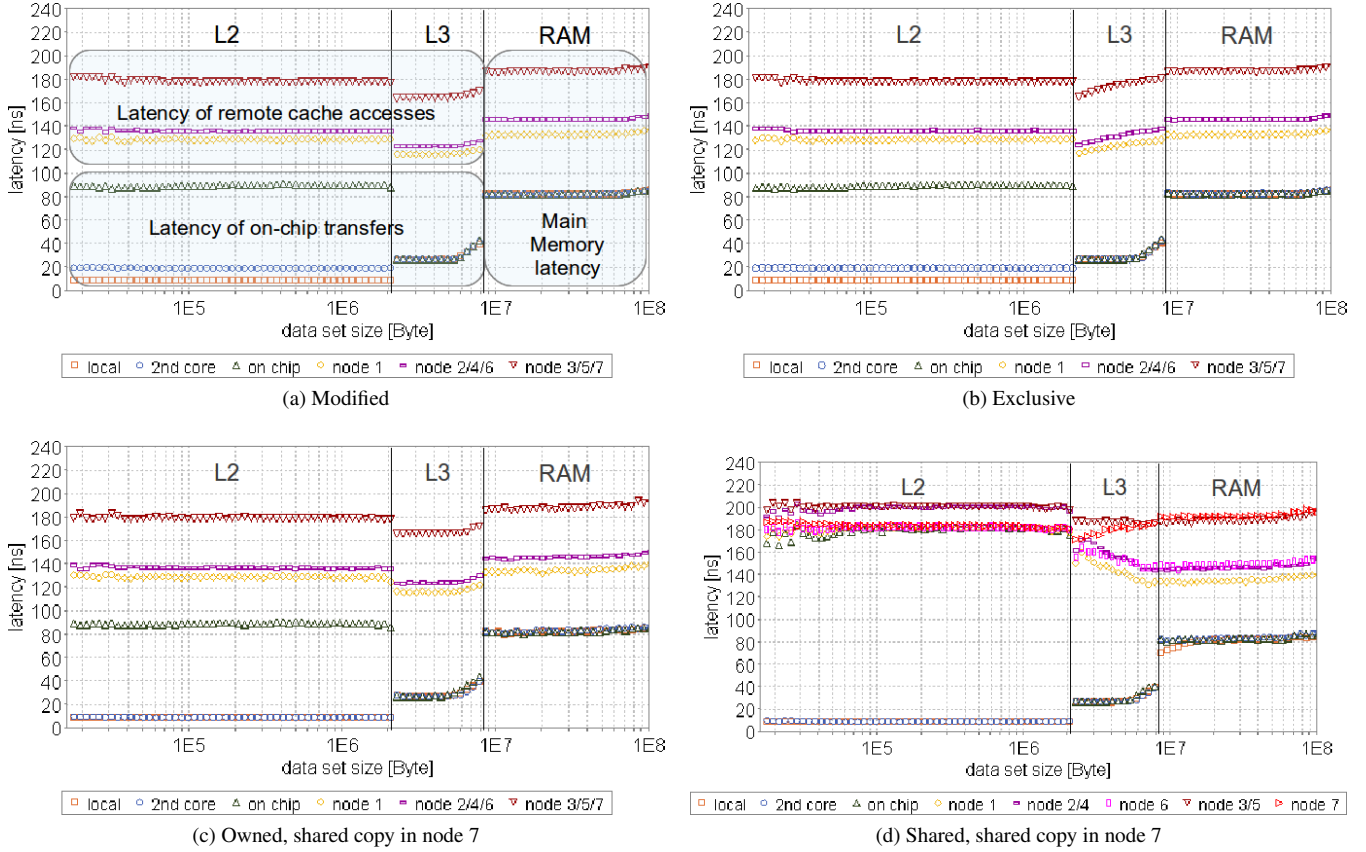 240
220
200
180
160
140
120
100
80
60
40
20
0
latency [ns]
L2 L3 RAM
Latency of remote cache accesses
Latency of on-chip transfers
Main
Memory
latency
1E5 1E6 1E7 1E8
data set size [Byte]
local 2nd core on chip node 1 node 2/4/6 node 3/5/7
(a) Modified
240
220
200
180
160
140
120
100
80
60
40
20
0
latency [ns]
L2 L3 RAM
1E5 1E6 1E7 1E8
data set size [Byte]
local 2nd core on chip node 1 node 2/4/6 node 3/5/7
(b) Exclusive
240
220
200
180
160
140
120
100
80
60
40
20
0
latency [ns]
L2 L3 RAM
1E5 1E6 1E7 1E8
data set size [Byte]
local 2nd core on chip node 1 node 2/4/6 node 3/5/7
(c) Owned, shared copy in node 7
240
220
200
180
160
140
120
100
80
60
40
20
0
latency [ns]
L2 L3 RAM
1E5 1E6 1E7 1E8
data set size [Byte]
local 2nd core on chip node 1 node 2/4 node 6 node 3/5 node 7
(d) Shared, shared copy in node 7